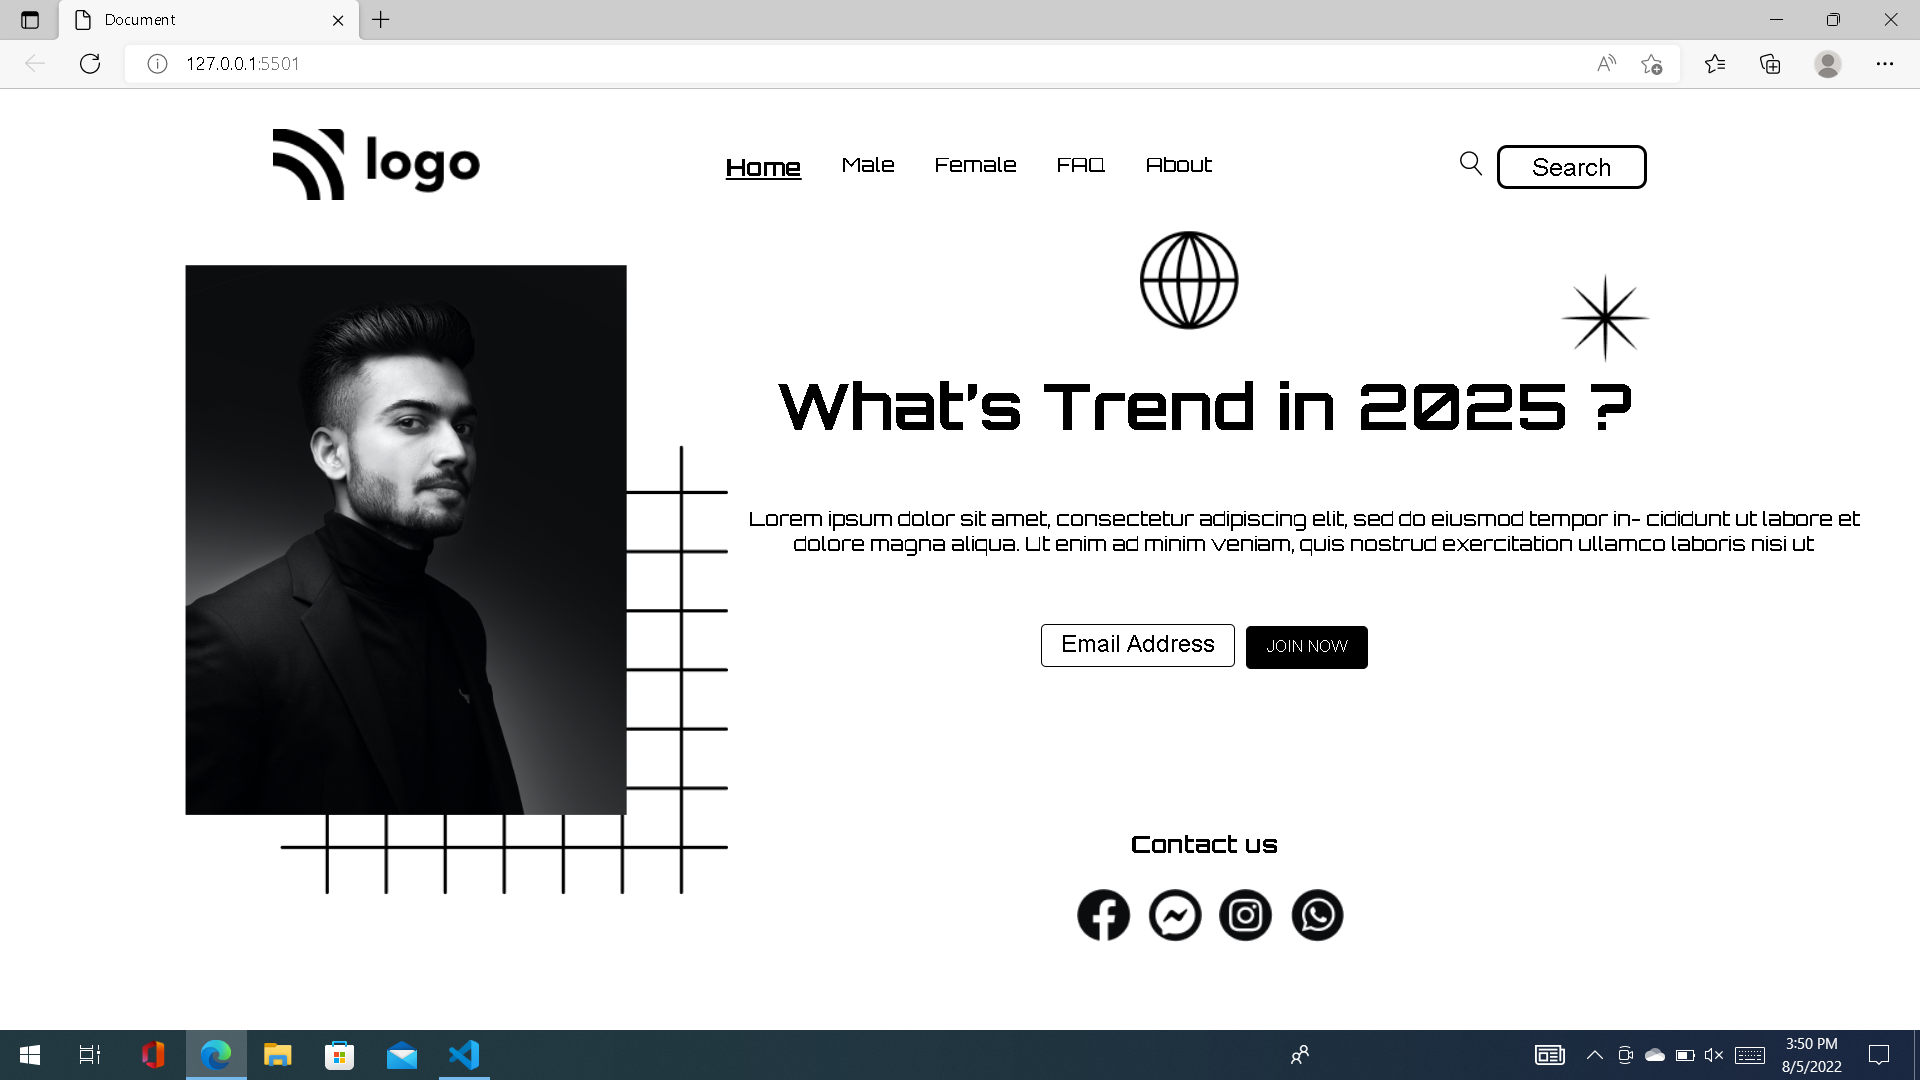 Document
127.0.0.1:5501
logo
Home Male Female FAQ About
Search
What's Trend in 2025 ?
Lorem ipsum dolor sit amet, consectetur adipiscing elit, sed do eiusmod tempor in- cididunt ut labore et
dolore magna aliqua. Ut enim ad minim veniam, quis nostrud exercitation ullamco laboris nisi ut
Email Address JOIN NOW
Contact us
3:50 PM
8/5/2022